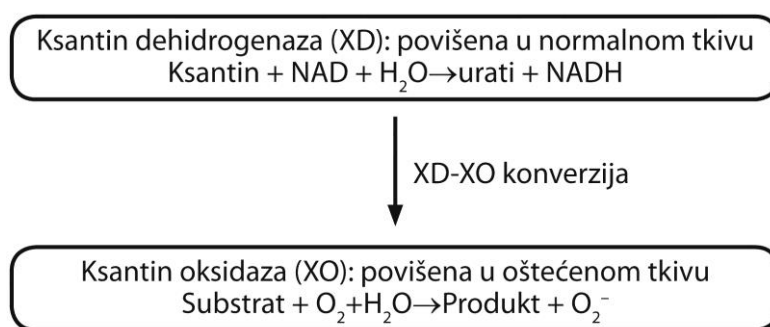 Ksantin dehidrogenaza (XD): povišena u normalnom tkivu
Ksantin + NAD + H₂O→urati + NADH
XD-XO konverzija
Ksantin oksidaza (XO): povišena u oštećenom tkivu
Substrat + O₂+H₂O→Produkt + O₂⁻